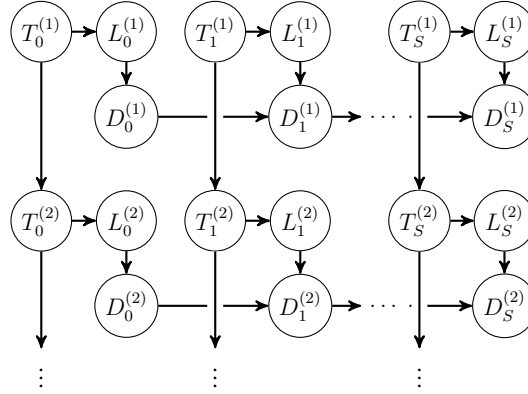 T_0^{(1)} L_0^{(1)} T_1^{(1)} L_1^{(1)} T_S^{(1)} L_S^{(1)}
D_0^{(1)} D_1^{(1)} ⋯⋯ D_S^{(1)}
T_0^{(2)} L_0^{(2)} T_1^{(2)} L_1^{(2)} T_S^{(2)} L_S^{(2)}
D_0^{(2)} D_1^{(2)} ⋯⋯ D_S^{(2)}
⋮ ⋮ ⋮